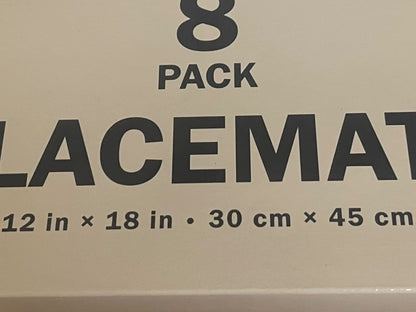 8
PACK
LACEMAT
12 in × 18 in • 30 cm × 45 cm